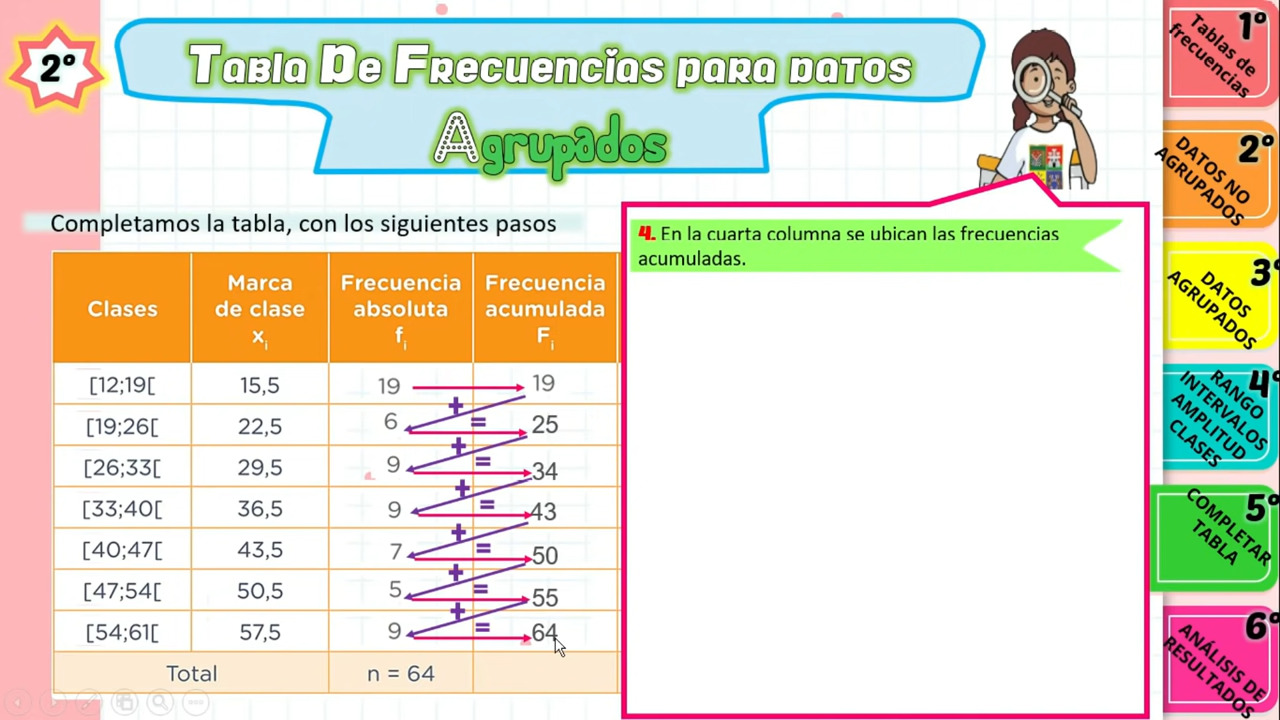 2°
Tabla De Frecuencias para datos
Agrupados
Completamos la tabla, con los siguientes pasos
Clases
Marca
de clase
xi
Frecuencia
absoluta
fi
Frecuencia
acumulada
Fi
[12;19[ 15,5 19 19
+
[19;26[ 22,5 6 = 25
+
[26;33[ 29,5 9 = 34
+
[33;40[ 36,5 9 = 43
+
[40;47[ 43,5 7 = 50
+
[47;54[ 50,5 5 = 55
+
[54;61[ 57,5 9 = 64
Total n = 64
4. En la cuarta columna se ubican las frecuencias
acumuladas.
1°
Tablas de
frecuencias
2°
DATOS NO
AGRUPADOS
3°
DATOS
AGRUPADOS
4°
RANGO
INTERVALOS
AMPLITUD
CLASES
5°
COMPLETAR
TABLA
6°
ANÁLISIS DE
RESULTADOS